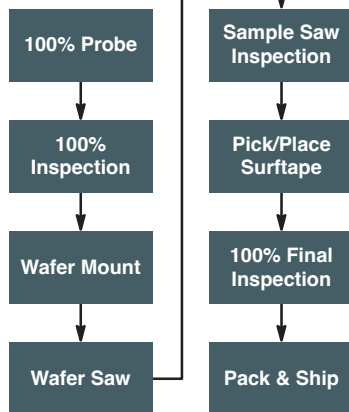 100% Probe
100%
Inspection
Wafer Mount
Wafer Saw
Sample Saw
Inspection
Pick/Place
Surftape
100% Final
Inspection
Pack & Ship